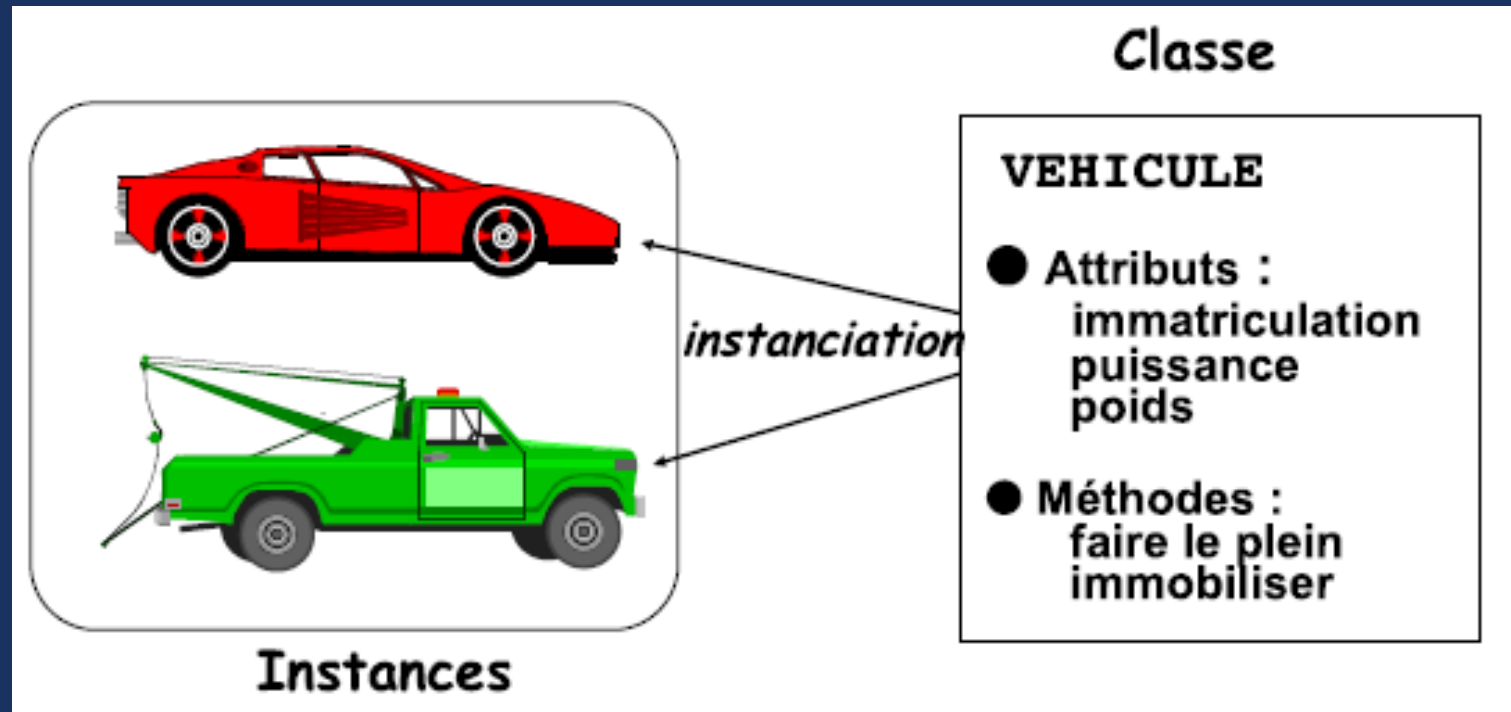 Classe
VEHICULE
● Attributs :
immatriculation
puissance
poids
● Méthodes :
faire le plein
immobiliser
instanciation
Instances